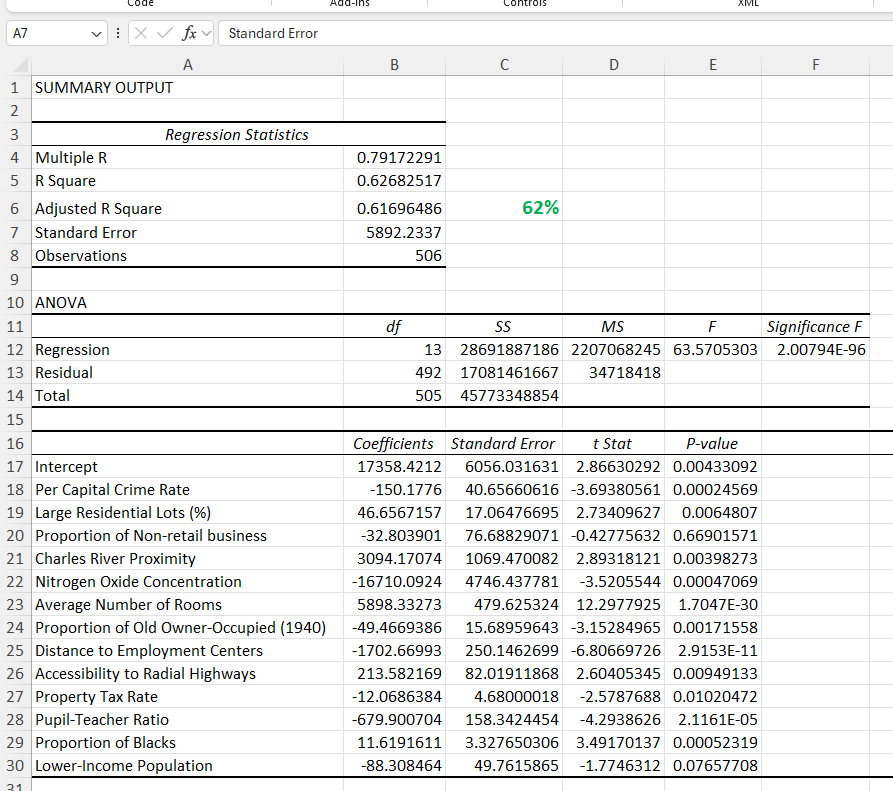 Code Add-ins Controls XML
A7 fx Standard Error
A B C D E F
1 SUMMARY OUTPUT
2
3 Regression Statistics
4 Multiple R 0.79172291
5 R Square 0.62682517
6 Adjusted R Square 0.61696486 62%
7 Standard Error 5892.2337
8 Observations 506
9
10 ANOVA
11 df SS MS F Significance F
12 Regression 13 28691887186 2207068245 63.5705303 2.00794E-96
13 Residual 492 17081461667 34718418
14 Total 505 45773348854
15
16 Coefficients Standard Error t Stat P-value
17 Intercept 17358.4212 6056.031631 2.86630292 0.00433092
18 Per Capital Crime Rate -150.1776 40.65660616 -3.69380561 0.00024569
19 Large Residential Lots (%) 46.6567157 17.06476695 2.73409627 0.0064807
20 Proportion of Non-retail business -32.803901 76.68829071 -0.42775632 0.66901571
21 Charles River Proximity 3094.17074 1069.470082 2.89318121 0.00398273
22 Nitrogen Oxide Concentration -16710.0924 4746.437781 -3.5205544 0.00047069
23 Average Number of Rooms 5898.33273 479.625324 12.2977925 1.7047E-30
24 Proportion of Old Owner-Occupied (1940) -49.4669386 15.68959643 -3.15284965 0.00171558
25 Distance to Employment Centers -1702.66993 250.1462699 -6.80669726 2.9153E-11
26 Accessibility to Radial Highways 213.582169 82.01911868 2.60405345 0.00949133
27 Property Tax Rate -12.0686384 4.68000018 -2.5787688 0.01020472
28 Pupil-Teacher Ratio -679.900704 158.3424454 -4.2938626 2.1161E-05
29 Proportion of Blacks 11.6191611 3.327650306 3.49170137 0.00052319
30 Lower-Income Population -88.308464 49.7615865 -1.7746312 0.07657708
31